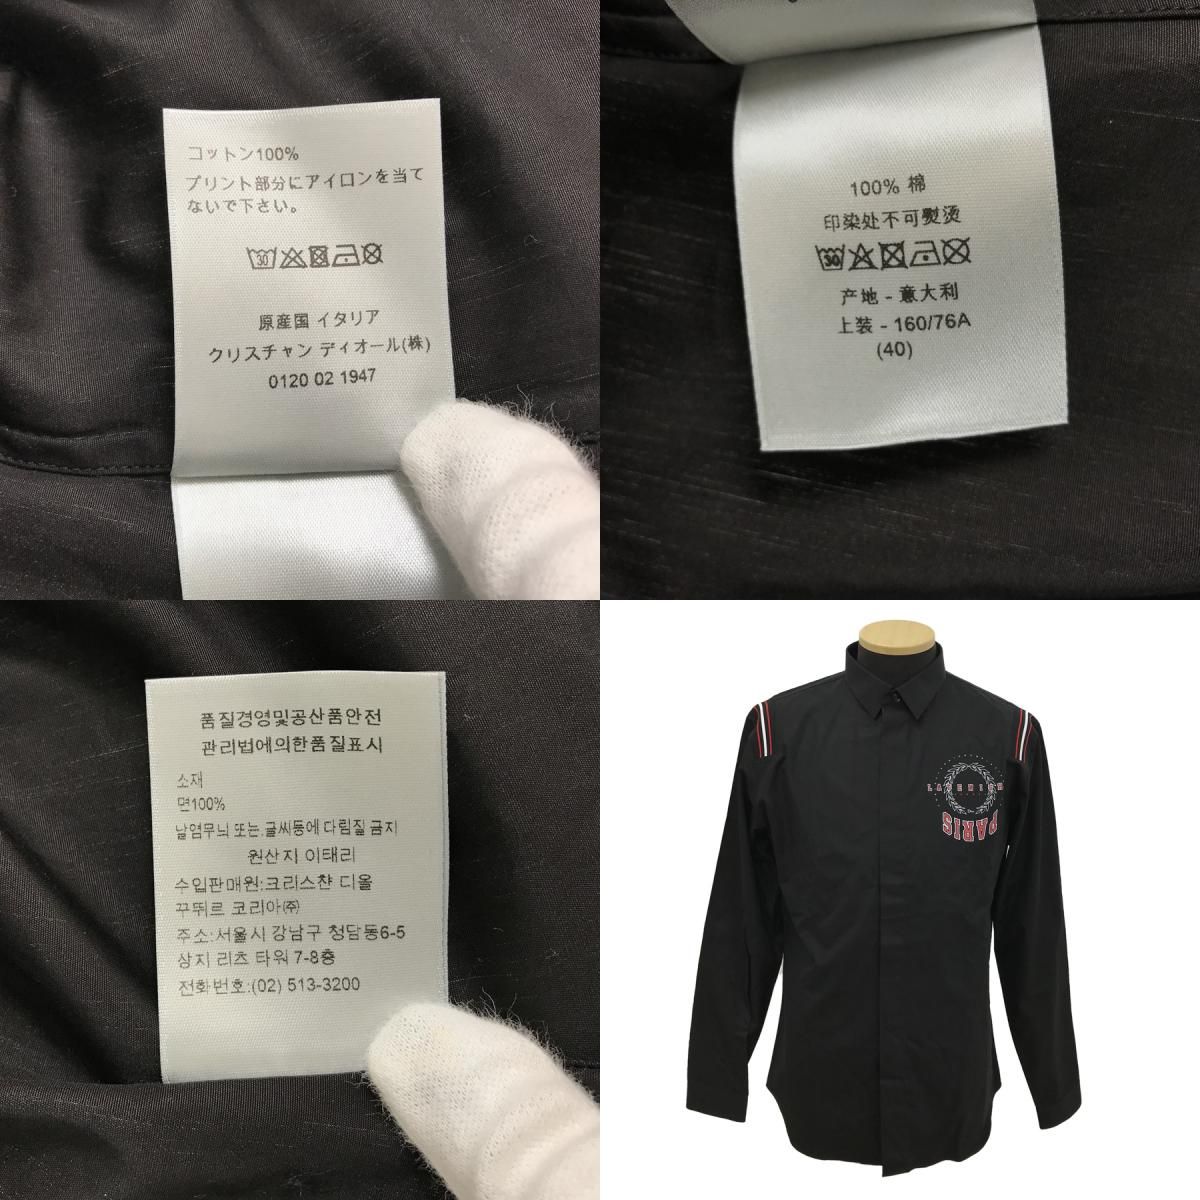 コットン100%
プリント部分にアイロンを当て
ないで下さい。
30
原産国 イタリア
クリスチャン ディオール(株)
0120 02 1947
100% 棉
印染处不可熨烫
30
产地 - 意大利
上装 - 160/76A
(40)
품질경영및공산품안전
관리법에의한품질표시
소재
면100%
날염무늬 또는 글씨등에 다림질 금지
원산지 이태리
수입판매원:크리스챤 디올
꾸뛰르 코리아㈜
주소:서울시 강남구 청담동6-5
상지 리츠 타워 7-8층
전화번호:(02) 513-3200
PARIS